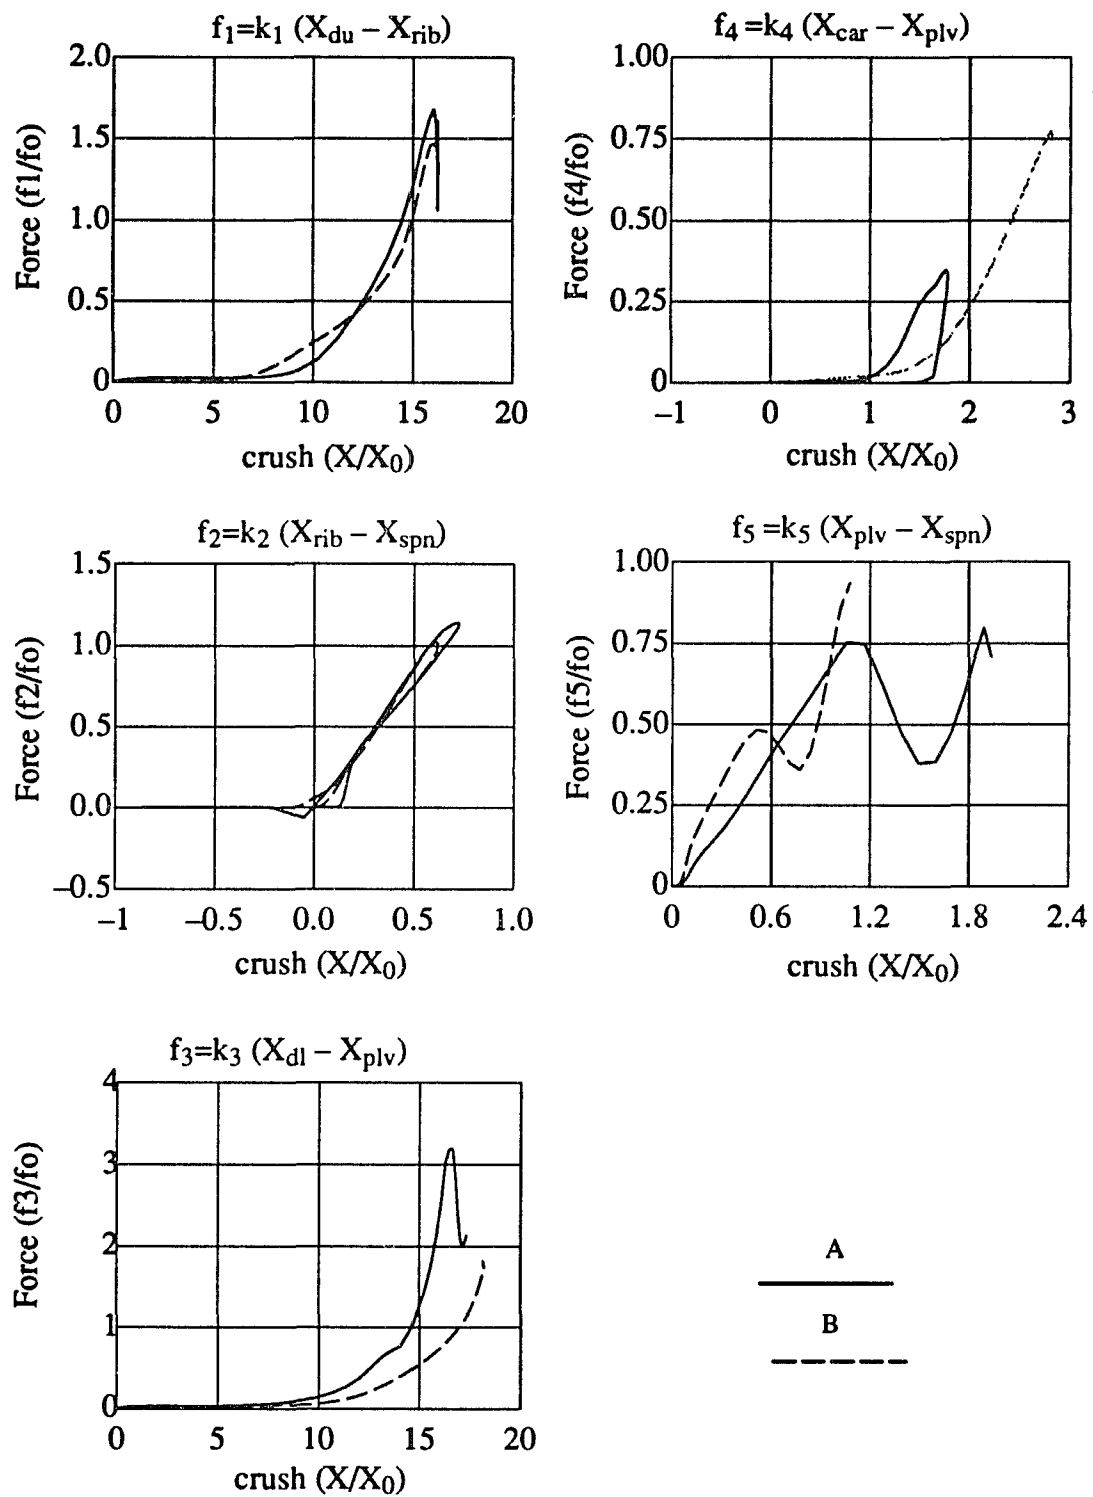 f1=k1 (Xdu – Xrib)
2.0
1.5
1.0
0.5
0
Force (f1/fo)
0 5 10 15 20
crush (X/X0)
f4=k4 (Xcar – Xplv)
1.00
0.75
0.50
0.25
0
Force (f4/fo)
–1 0 1 2 3
crush (X/X0)
f2=k2 (Xrib – Xspn)
1.5
1.0
0.5
0.0
–0.5
Force (f2/fo)
–1 –0.5 0.0 0.5 1.0
crush (X/X0)
f5 =k5 (Xplv – Xspn)
1.00
0.75
0.50
0.25
0
Force (f5/fo)
0 0.6 1.2 1.8 2.4
crush (X/X0)
f3=k3 (Xdl – Xplv)
4
3
2
1
0
Force (f3/fo)
0 5 10 15 20
crush (X/X0)
A
B